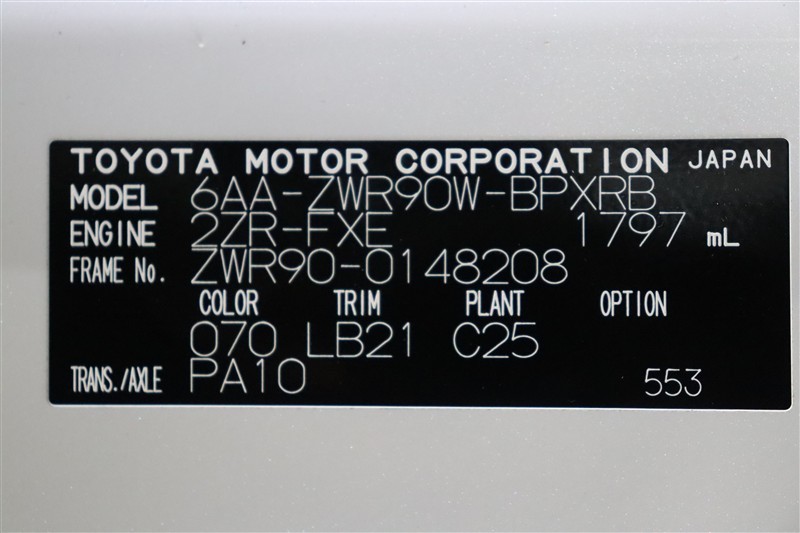 TOYOTA MOTOR CORPORATION JAPAN
MODEL 6AA-ZWR90W-BPXRB
ENGINE 2ZR-FXE 1797 mL
FRAME No. ZWR90-0148208
COLOR TRIM PLANT OPTION
070 LB21 C25
TRANS./AXLE PA10 553